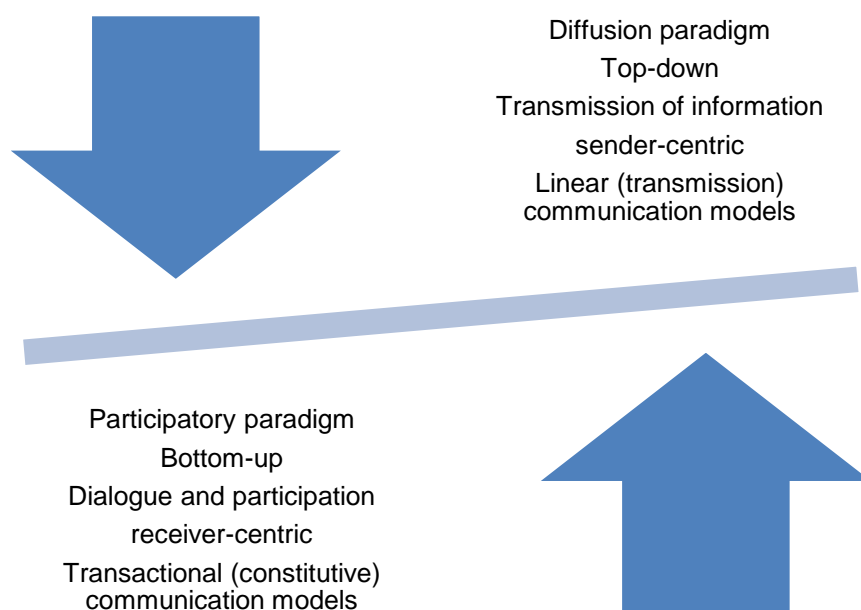 Diffusion paradigm
Top-down
Transmission of information
sender-centric
Linear (transmission)
communication models
Participatory paradigm
Bottom-up
Dialogue and participation
receiver-centric
Transactional (constitutive)
communication models